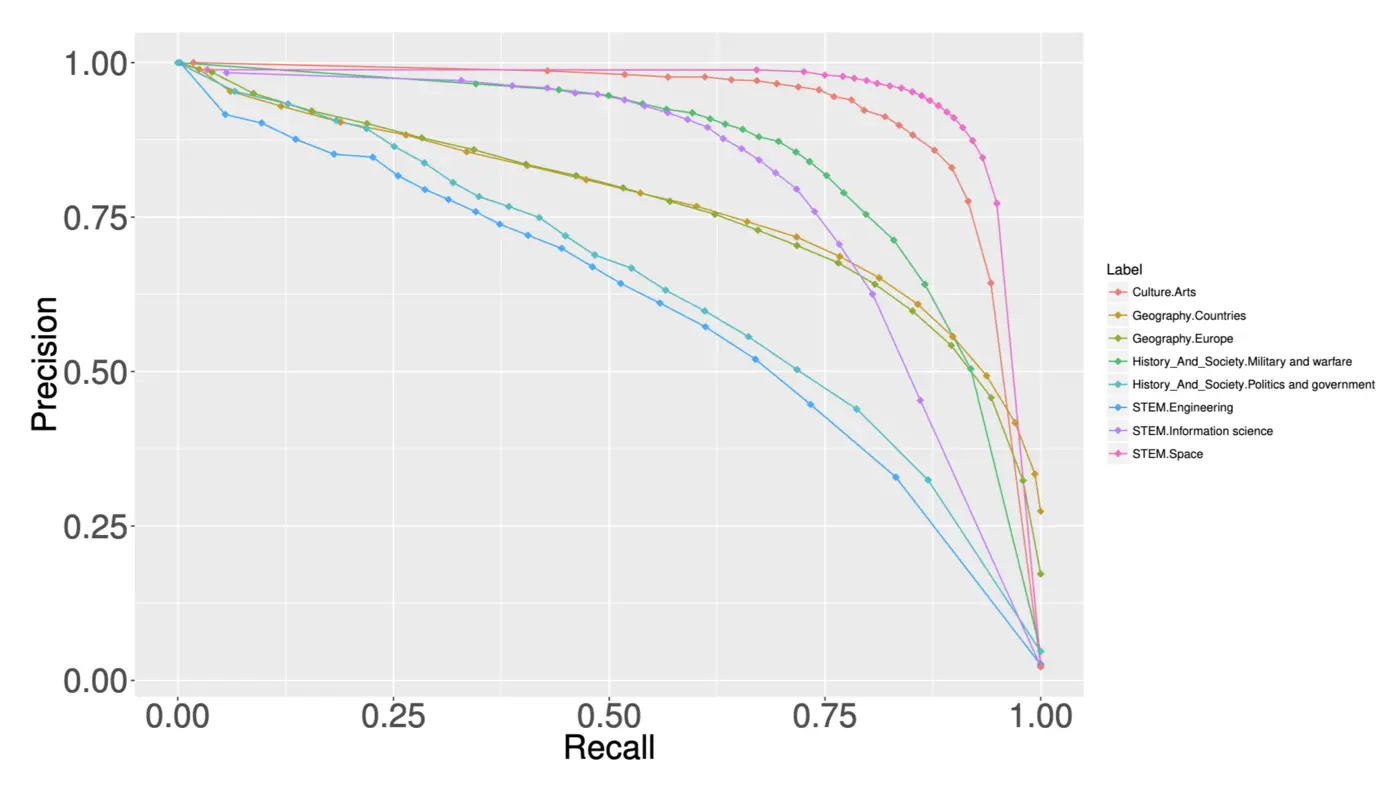 1.00
0.75
0.50
0.25
0.00
Precision
0.00 0.25 0.50 0.75 1.00
Recall
Label
Culture.Arts
Geography.Countries
Geography.Europe
History_And_Society.Military and warfare
History_And_Society.Politics and government
STEM.Engineering
STEM.Information science
STEM.Space